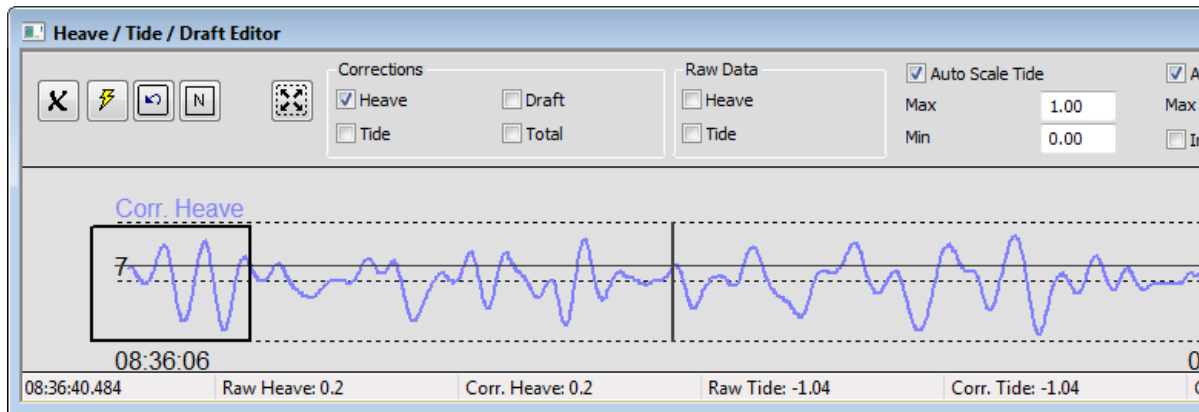 Heave / Tide / Draft Editor
Corrections
Raw Data
Auto Scale Tide
A
X
N
Heave
Draft
Heave
Max
1.00
Max
Tide
Total
Tide
Min
0.00
Corr. Heave
7
08:36:06
08:36:40.484
Raw Heave: 0.2
Corr. Heave: 0.2
Raw Tide: -1.04
Corr. Tide: -1.04